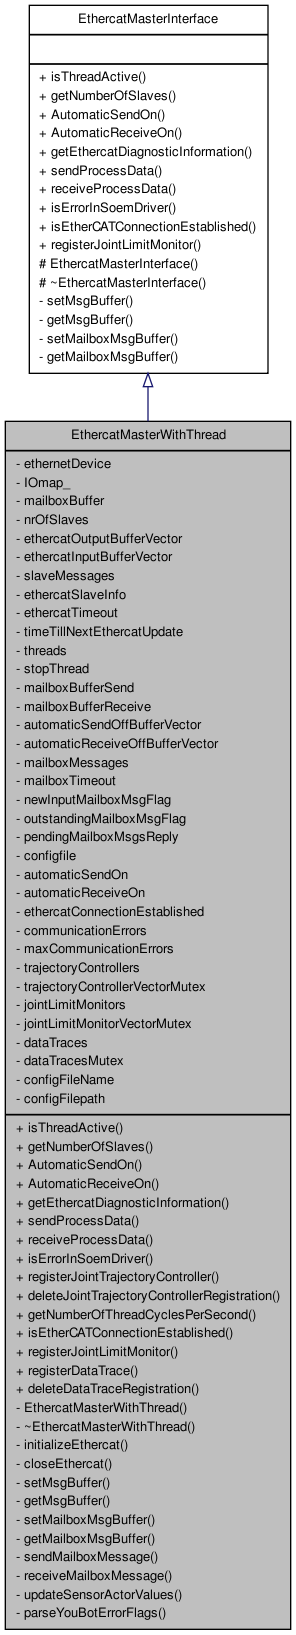 EthercatMasterInterface
+ isThreadActive()
+ getNumberOfSlaves()
+ AutomaticSendOn()
+ AutomaticReceiveOn()
+ getEthercatDiagnosticInformation()
+ sendProcessData()
+ receiveProcessData()
+ isErrorInSoemDriver()
+ isEtherCATConnectionEstablished()
+ registerJointLimitMonitor()
# EthercatMasterInterface()
# ~EthercatMasterInterface()
- setMsgBuffer()
- getMsgBuffer()
- setMailboxMsgBuffer()
- getMailboxMsgBuffer()
EthercatMasterWithThread
- ethernetDevice
- IOmap_
- mailboxBuffer
- nrOfSlaves
- ethercatOutputBufferVector
- ethercatInputBufferVector
- slaveMessages
- ethercatSlaveInfo
- ethercatTimeout
- timeTillNextEthercatUpdate
- threads
- stopThread
- mailboxBufferSend
- mailboxBufferReceive
- automaticSendOffBufferVector
- automaticReceiveOffBufferVector
- mailboxMessages
- mailboxTimeout
- newInputMailboxMsgFlag
- outstandingMailboxMsgFlag
- pendingMailboxMsgsReply
- configfile
- automaticSendOn
- automaticReceiveOn
- ethercatConnectionEstablished
- communicationErrors
- maxCommunicationErrors
- trajectoryControllers
- trajectoryControllerVectorMutex
- jointLimitMonitors
- jointLimitMonitorVectorMutex
- dataTraces
- dataTracesMutex
- configFileName
- configFilepath
+ isThreadActive()
+ getNumberOfSlaves()
+ AutomaticSendOn()
+ AutomaticReceiveOn()
+ getEthercatDiagnosticInformation()
+ sendProcessData()
+ receiveProcessData()
+ isErrorInSoemDriver()
+ registerJointTrajectoryController()
+ deleteJointTrajectoryControllerRegistration()
+ getNumberOfThreadCyclesPerSecond()
+ isEtherCATConnectionEstablished()
+ registerJointLimitMonitor()
+ registerDataTrace()
+ deleteDataTraceRegistration()
- EthercatMasterWithThread()
- ~EthercatMasterWithThread()
- initializeEthercat()
- closeEthercat()
- setMsgBuffer()
- getMsgBuffer()
- setMailboxMsgBuffer()
- getMailboxMsgBuffer()
- sendMailboxMessage()
- receiveMailboxMessage()
- updateSensorActorValues()
- parseYouBotErrorFlags()